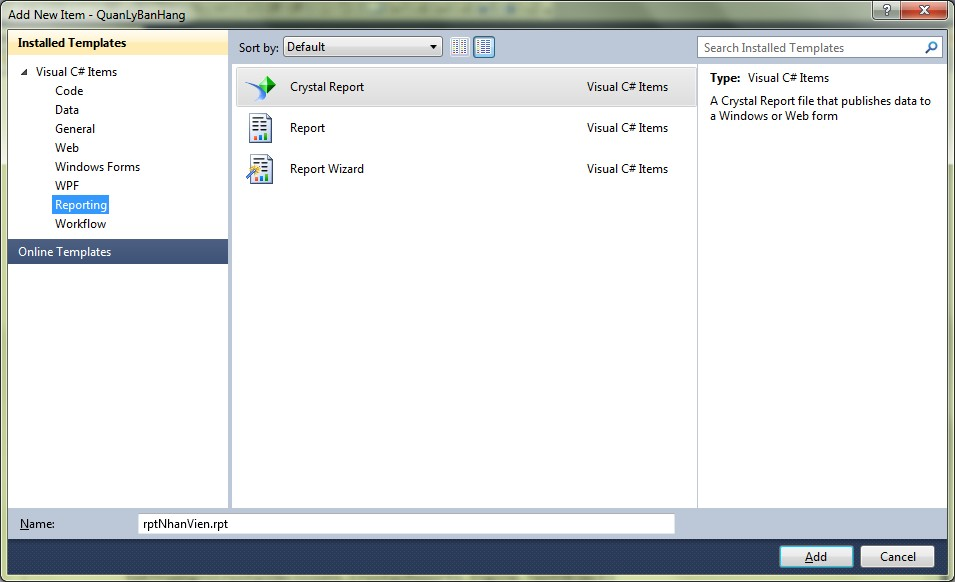 Add New Item - QuanLyBanHang
?
Installed Templates
Visual C# Items
Code
Data
General
Web
Windows Forms
WPF
Reporting
Workflow
Online Templates
Sort by: Default
Search Installed Templates
Crystal Report Visual C# Items
Report Visual C# Items
Report Wizard Visual C# Items
Type: Visual C# Items
A Crystal Report file that publishes data to
a Windows or Web form
Name: rptNhanVien.rpt
Add Cancel